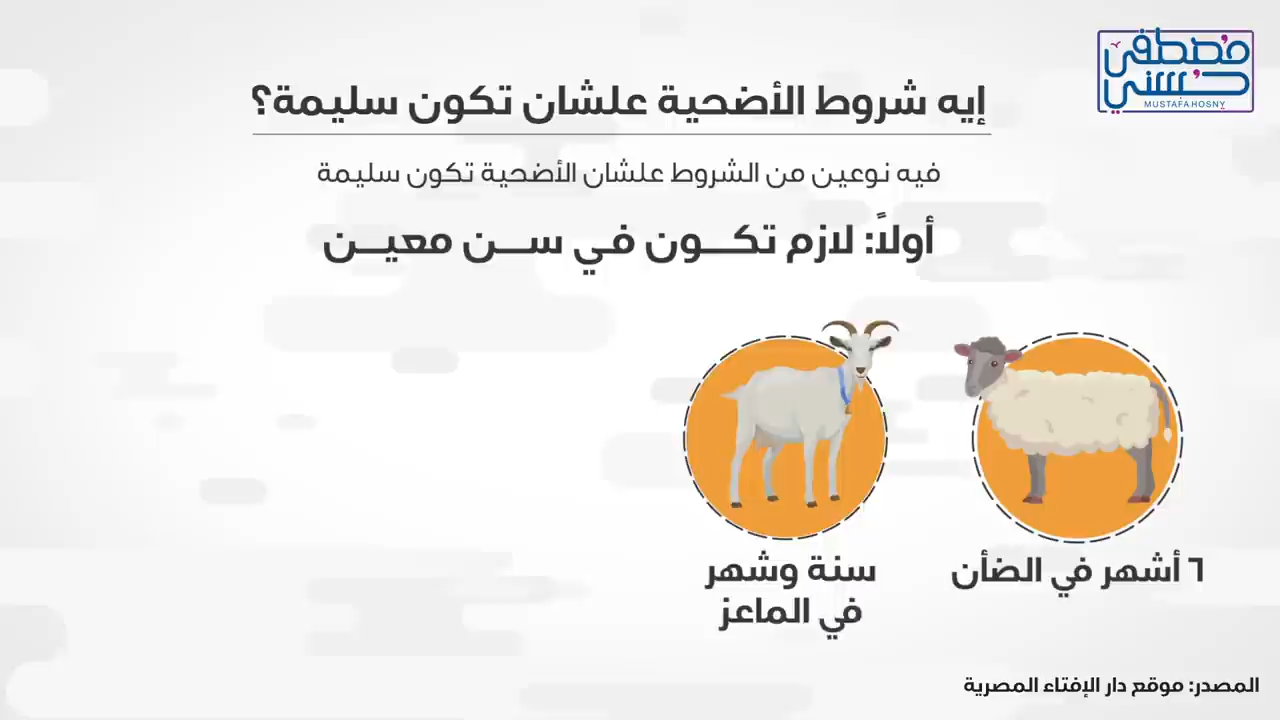 مصطفى
حسني
MUSTAFA HOSNY
إيه شروط الأضحية علشان تكون سليمة؟
فيه نوعين من الشروط علشان الأضحية تكون سليمة
أولاً: لازم تكـــون في ســـن معيـــن
٦ أشهر في الضأن
سنة وشهر
في الماعز
المصدر: موقع دار الإفتاء المصرية